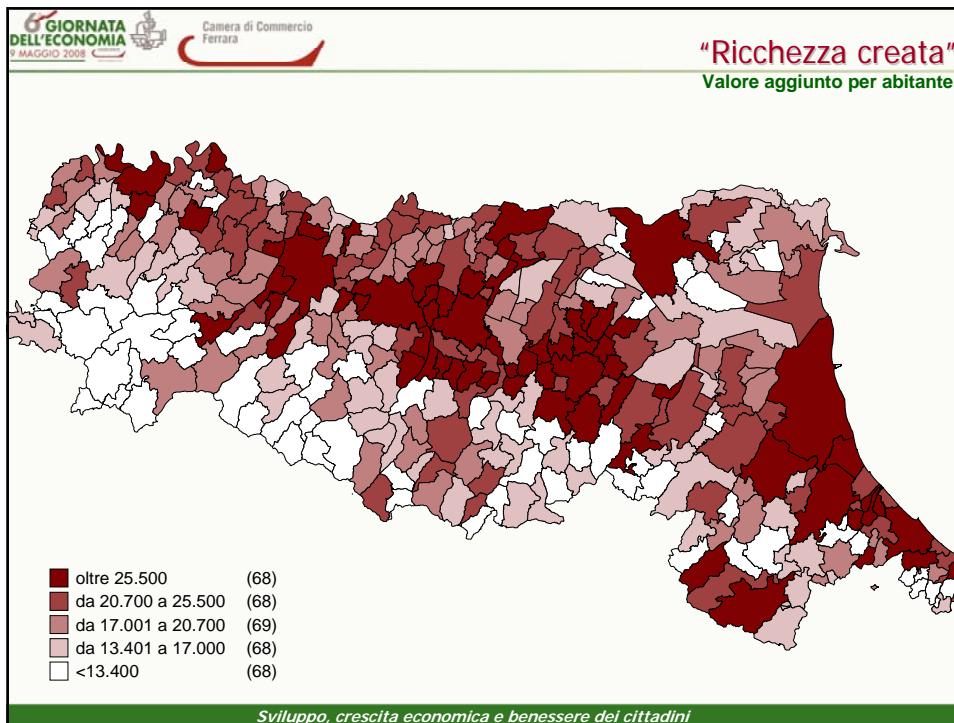 6ª GIORNATA
DELL'ECONOMIA
9 MAGGIO 2008
Camera di Commercio
Ferrara
"Ricchezza creata"
Valore aggiunto per abitante
oltre 25.500 (68)
da 20.700 a 25.500 (68)
da 17.001 a 20.700 (69)
da 13.401 a 17.000 (68)
<13.400 (68)
Sviluppo, crescita economica e benessere dei cittadini